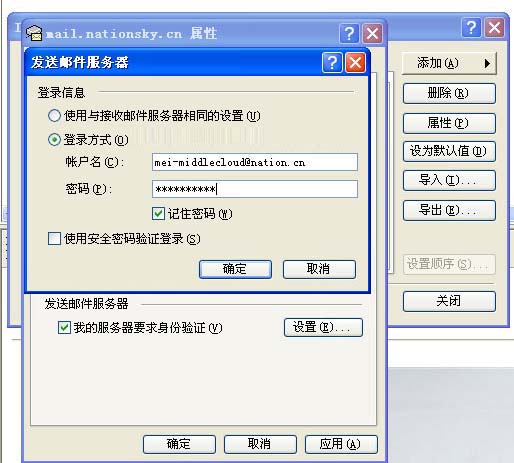 mail.nationsky.cn 属性
发送邮件服务器
登录信息
使用与接收邮件服务器相同的设置(U)
登录方式(O)
帐户名(C):
mei-middlecloud@nation.cn
密码(P):
**********
记住密码(W)
使用安全密码验证登录(S)
确定
取消
发送邮件服务器
我的服务器要求身份验证(V)
设置(E)...
确定
取消
应用(A)
添加(A)
删除(R)
属性(P)
设为默认值(D)
导入(I)...
导出(E)...
设置顺序(S)...
关闭